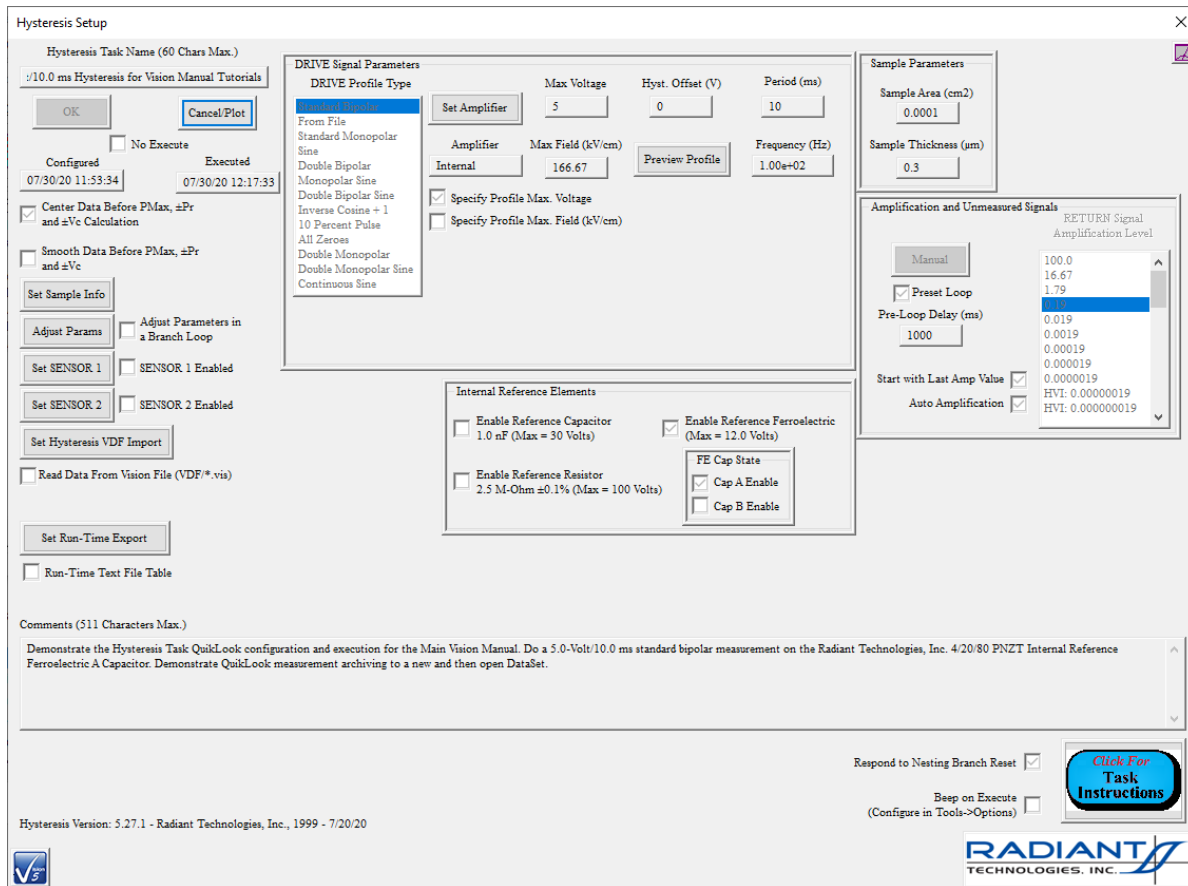 Hysteresis Setup
Hysteresis Task Name (60 Chars Max.)
:/10.0 ms Hysteresis for Vision Manual Tutorials
OK
Cancel/Plot
No Execute
Configured
Executed
07/30/20 11:53:34
07/30/20 12:17:33
Center Data Before PMax, ±Pr
and ±Vc Calculation
Smooth Data Before PMax, ±Pr
and ±Vc
Set Sample Info
Adjust Params
Adjust Parameters in
a Branch Loop
Set SENSOR 1
SENSOR 1 Enabled
Set SENSOR 2
SENSOR 2 Enabled
Set Hysteresis VDF Import
Read Data From Vision File (VDF/*.vis)
Set Run-Time Export
Run-Time Text File Table
DRIVE Signal Parameters
DRIVE Profile Type
Standard Bipolar
From File
Standard Monopolar
Sine
Double Bipolar
Monopolar Sine
Double Bipolar Sine
Inverse Cosine + 1
10 Percent Pulse
All Zeroes
Double Monopolar
Double Monopolar Sine
Continuous Sine
Set Amplifier
Max Voltage
5
Hyst. Offset (V)
0
Period (ms)
10
Amplifier
Internal
Max Field (kV/cm)
166.67
Preview Profile
Frequency (Hz)
1.00e+02
Specify Profile Max. Voltage
Specify Profile Max. Field (kV/cm)
Sample Parameters
Sample Area (cm2)
0.0001
Sample Thickness (µm)
0.3
Amplification and Unmeasured Signals
RETURN Signal
Amplification Level
Manual
Preset Loop
Pre-Loop Delay (ms)
1000
Start with Last Amp Value
Auto Amplification
100.0
16.67
1.79
0.19
0.019
0.0019
0.00019
0.000019
0.0000019
HVI: 0.00000019
HVI: 0.000000019
Internal Reference Elements
Enable Reference Capacitor
1.0 nF (Max = 30 Volts)
Enable Reference Resistor
2.5 M-Ohm ±0.1% (Max = 100 Volts)
Enable Reference Ferroelectric
(Max = 12.0 Volts)
FE Cap State
Cap A Enable
Cap B Enable
Comments (511 Characters Max.)
Demonstrate the Hysteresis Task QuikLook configuration and execution for the Main Vision Manual. Do a 5.0-Volt/10.0 ms standard bipolar measurement on the Radiant Technologies, Inc. 4/20/80 PNZT Internal Reference
Ferroelectric A Capacitor. Demonstrate QuikLook measurement archiving to a new and then open DataSet.
Respond to Nesting Branch Reset
Beep on Execute
(Configure in Tools->Options)
Click For
Task
Instructions
Hysteresis Version: 5.27.1 - Radiant Technologies, Inc., 1999 - 7/20/20
RADIANT
TECHNOLOGIES, INC.